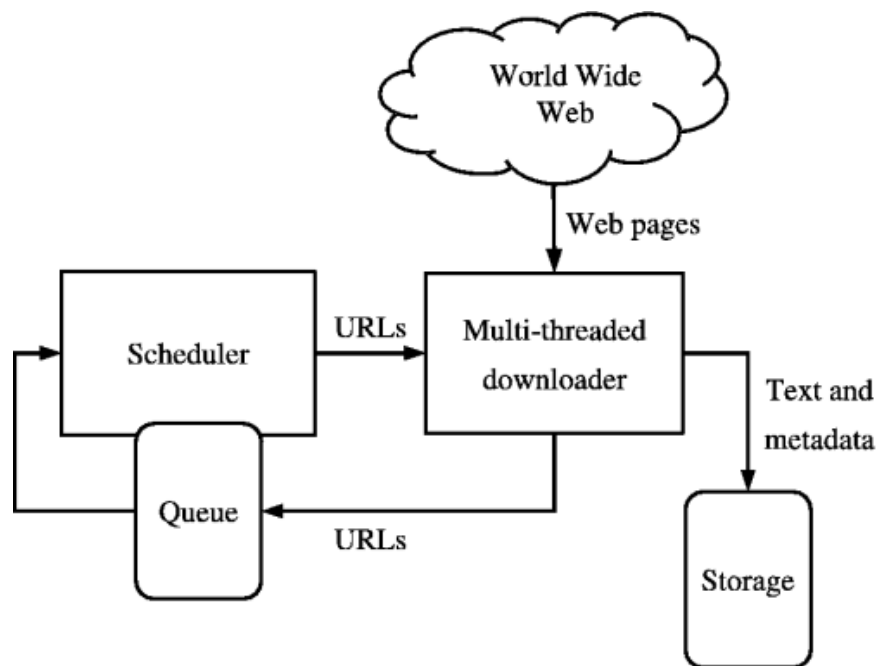 World Wide
Web
Web pages
Scheduler
URLs
Multi-threaded
downloader
Text and
metadata
Queue
URLs
Storage